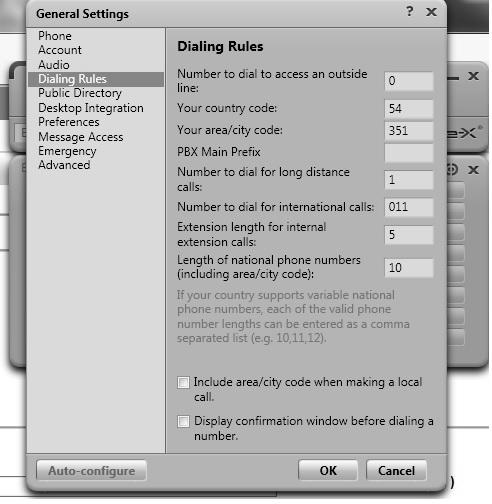 General Settings
? X
Phone
Account
Audio
Dialing Rules
Public Directory
Desktop Integration
Preferences
Message Access
Emergency
Advanced
Dialing Rules
Number to dial to access an outside
line:
0
Your country code:
54
Your area/city code:
351
PBX Main Prefix
Number to dial for long distance
calls:
1
Number to dial for international calls:
011
Extension length for internal
extension calls:
5
Length of national phone numbers
(including area/city code):
10
If your country supports variable national
phone numbers, each of the valid phone
number lengths can be entered as a comma
separated list (e.g. 10,11,12).
Include area/city code when making a local
call.
Display confirmation window before dialing a
number.
Auto-configure
OK
Cancel
)